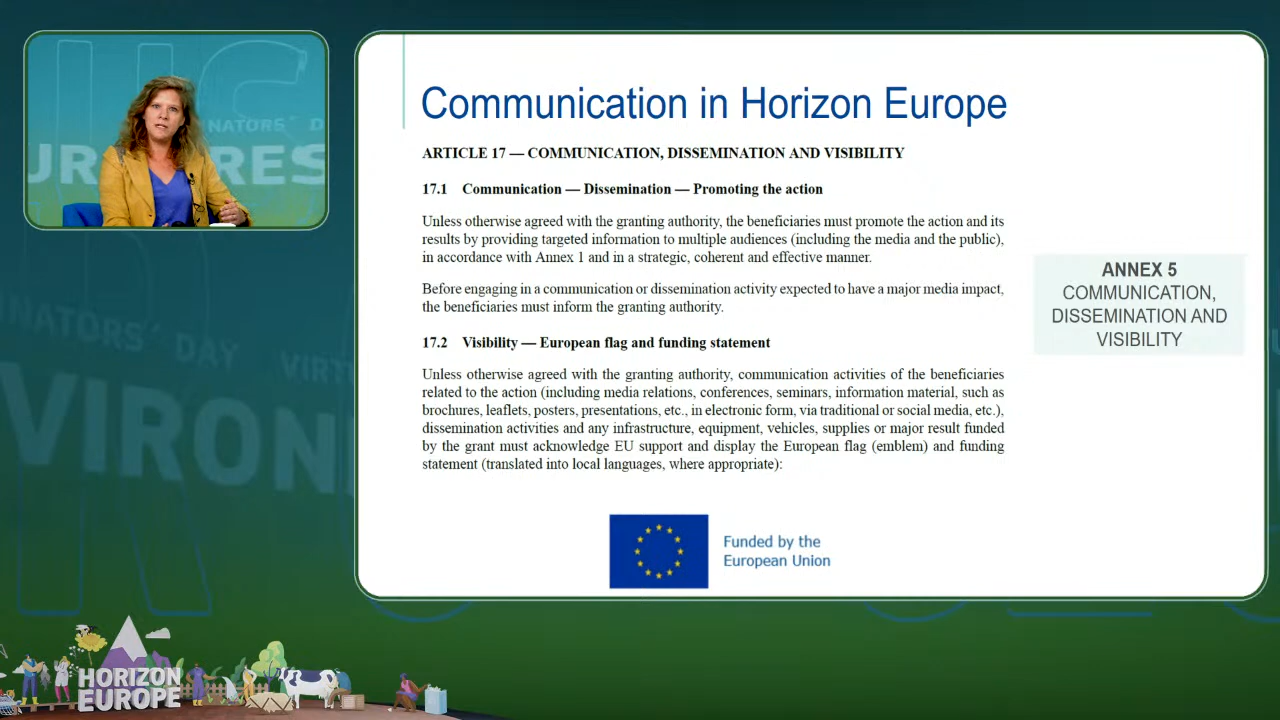 Communication in Horizon Europe
ARTICLE 17 — COMMUNICATION, DISSEMINATION AND VISIBILITY
17.1 Communication — Dissemination — Promoting the action
Unless otherwise agreed with the granting authority, the beneficiaries must promote the action and its
results by providing targeted information to multiple audiences (including the media and the public),
in accordance with Annex 1 and in a strategic, coherent and effective manner.
Before engaging in a communication or dissemination activity expected to have a major media impact,
the beneficiaries must inform the granting authority.
17.2 Visibility — European flag and funding statement
Unless otherwise agreed with the granting authority, communication activities of the beneficiaries
related to the action (including media relations, conferences, seminars, information material, such as
brochures, leaflets, posters, presentations, etc., in electronic form, via traditional or social media, etc.),
dissemination activities and any infrastructure, equipment, vehicles, supplies or major result funded
by the grant must acknowledge EU support and display the European flag (emblem) and funding
statement (translated into local languages, where appropriate):
Funded by the
European Union
ANNEX 5
COMMUNICATION,
DISSEMINATION AND
VISIBILITY
NATORS' D
UR
RES
NATORS' DAY VIRT
VIRON
HORIZON
EUROPE